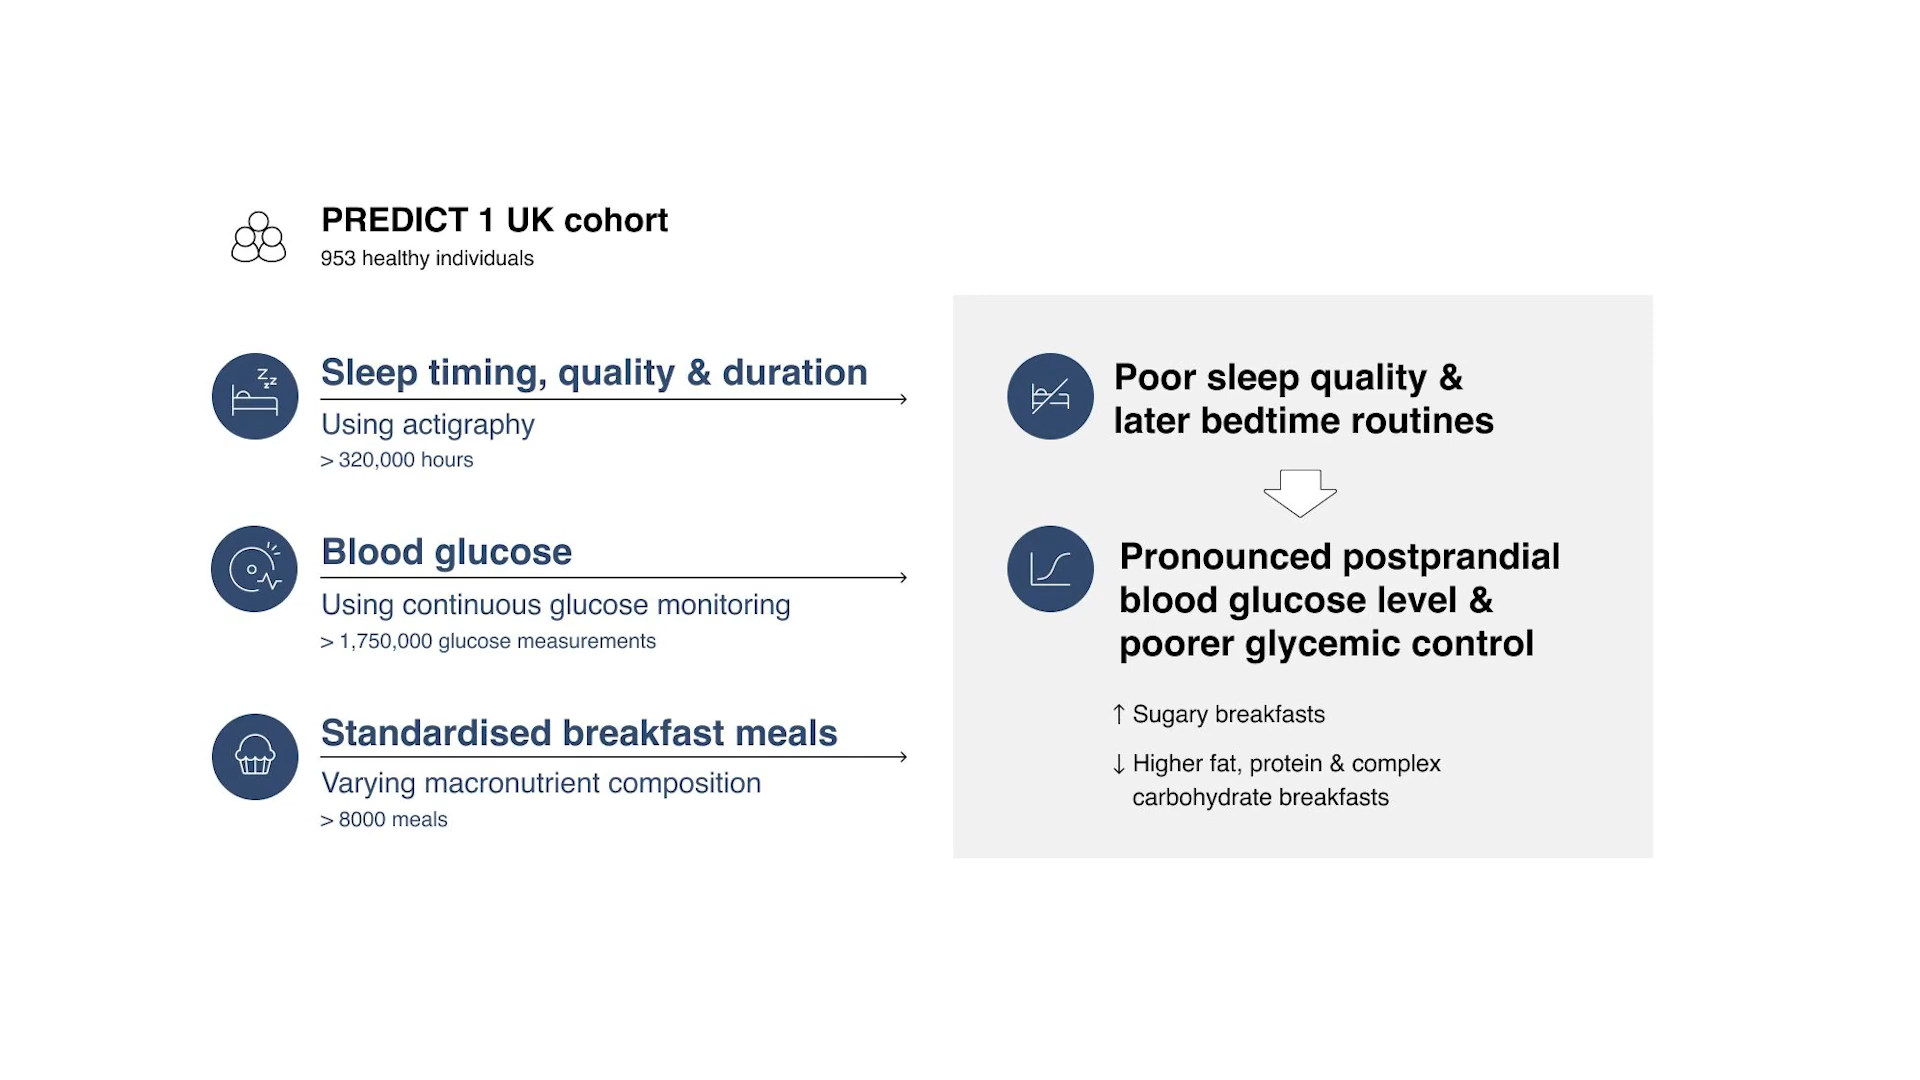 PREDICT 1 UK cohort
953 healthy individuals
Sleep timing, quality & duration
Using actigraphy
> 320,000 hours
Blood glucose
Using continuous glucose monitoring
> 1,750,000 glucose measurements
Standardised breakfast meals
Varying macronutrient composition
> 8000 meals
Poor sleep quality &
later bedtime routines
Pronounced postprandial
blood glucose level &
poorer glycemic control
↑ Sugary breakfasts
↓ Higher fat, protein & complex
carbohydrate breakfasts